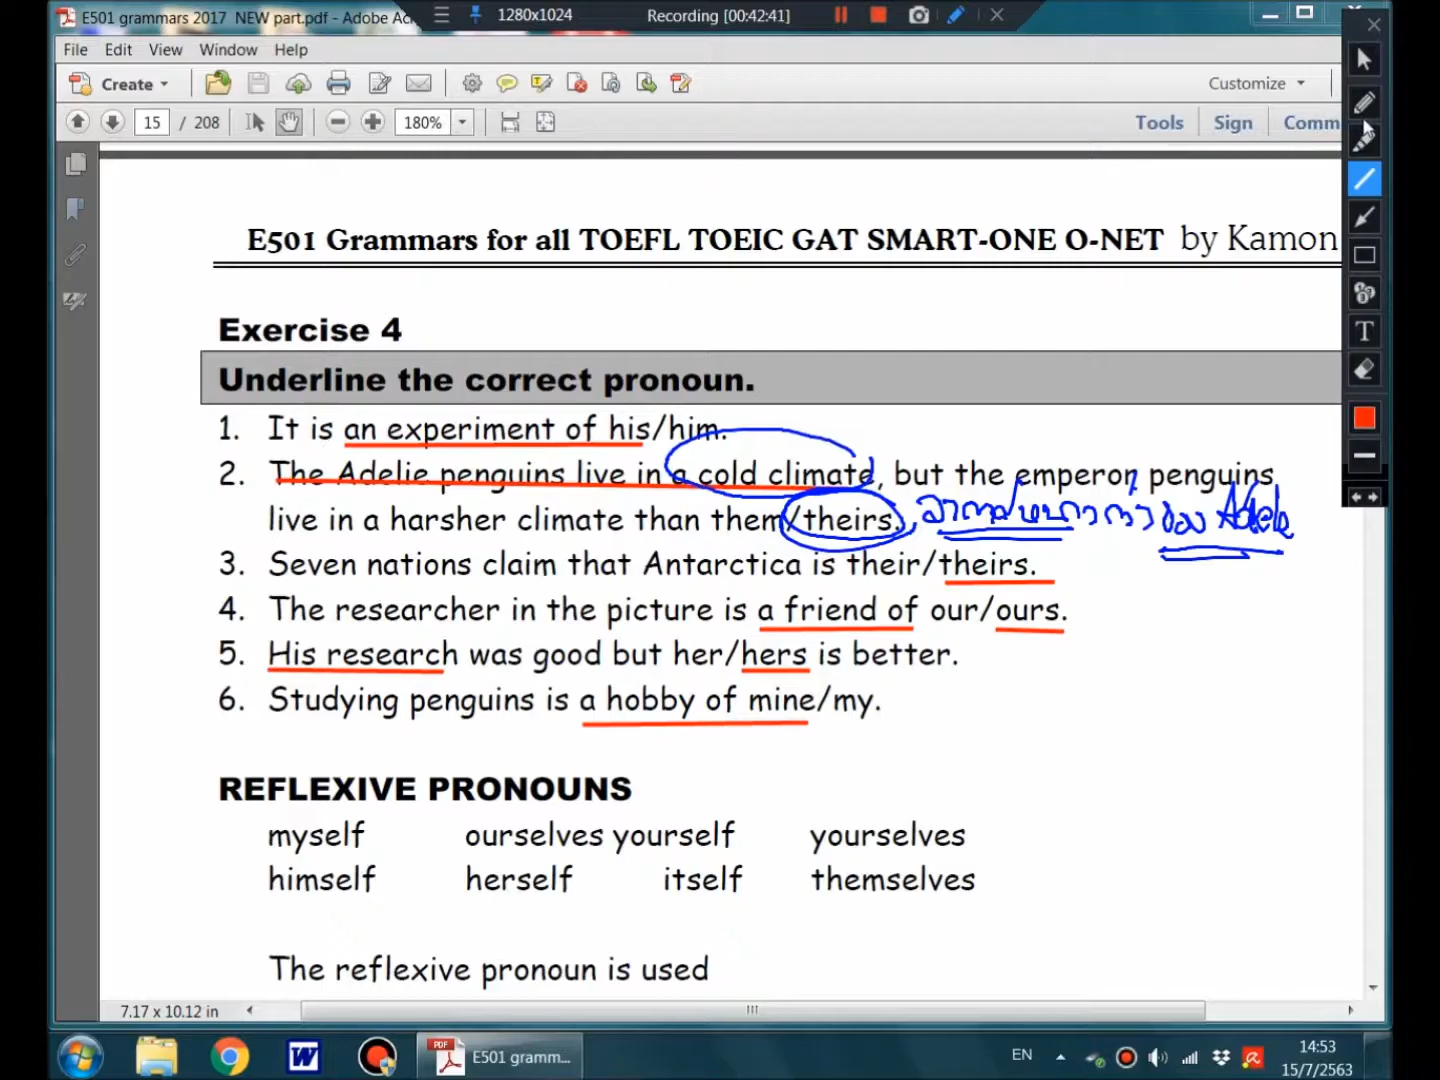 E501 grammars 2017 NEW part.pdf - Adobe Ac
1280x1024
Recording [00:42:41]
File Edit View Window Help
Create
Customize
15 / 208
180%
Tools Sign Comm
E501 Grammars for all TOEFL TOEIC GAT SMART-ONE O-NET by Kamon
Exercise 4
Underline the correct pronoun.
1. It is an experiment of his/him.
2. The Adelie penguins live in a cold climate, but the emperor penguins
live in a harsher climate than them/theirs.
ของ Adelie
3. Seven nations claim that Antarctica is their/theirs.
4. The researcher in the picture is a friend of our/ours.
5. His research was good but her/hers is better.
6. Studying penguins is a hobby of mine/my.
REFLEXIVE PRONOUNS
myself ourselves yourself yourselves
himself herself itself themselves
The reflexive pronoun is used
7.17 x 10.12 in
E501 gramm...
EN
14:53
15/7/2563